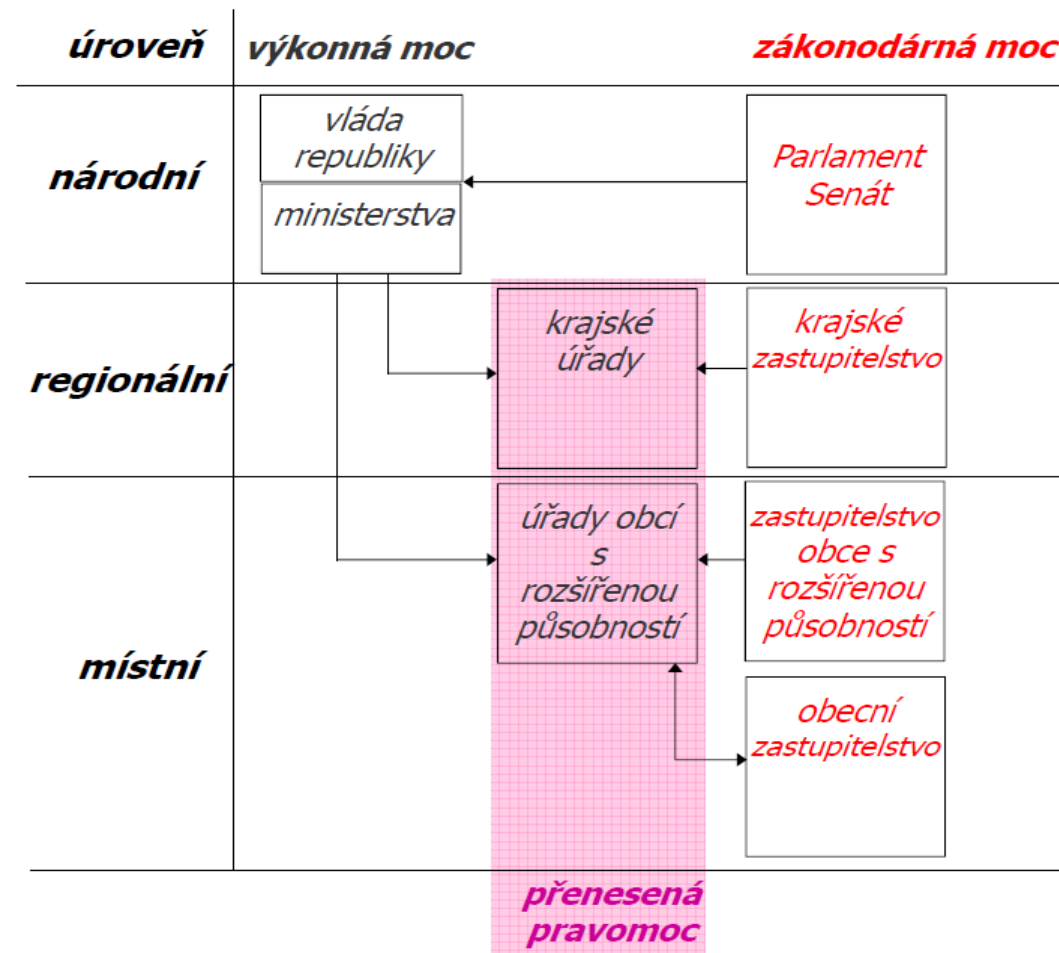 úroveň
výkonná moc
zákonodárná moc
národní
vláda
republiky
ministerstva
Parlament
Senát
regionální
krajské
úřady
krajské
zastupitelstvo
místní
úřady obcí
s
rozšířenou
působností
zastupitelstvo
obce s
rozšířenou
působností
obecní
zastupitelstvo
přenesená
pravomoc